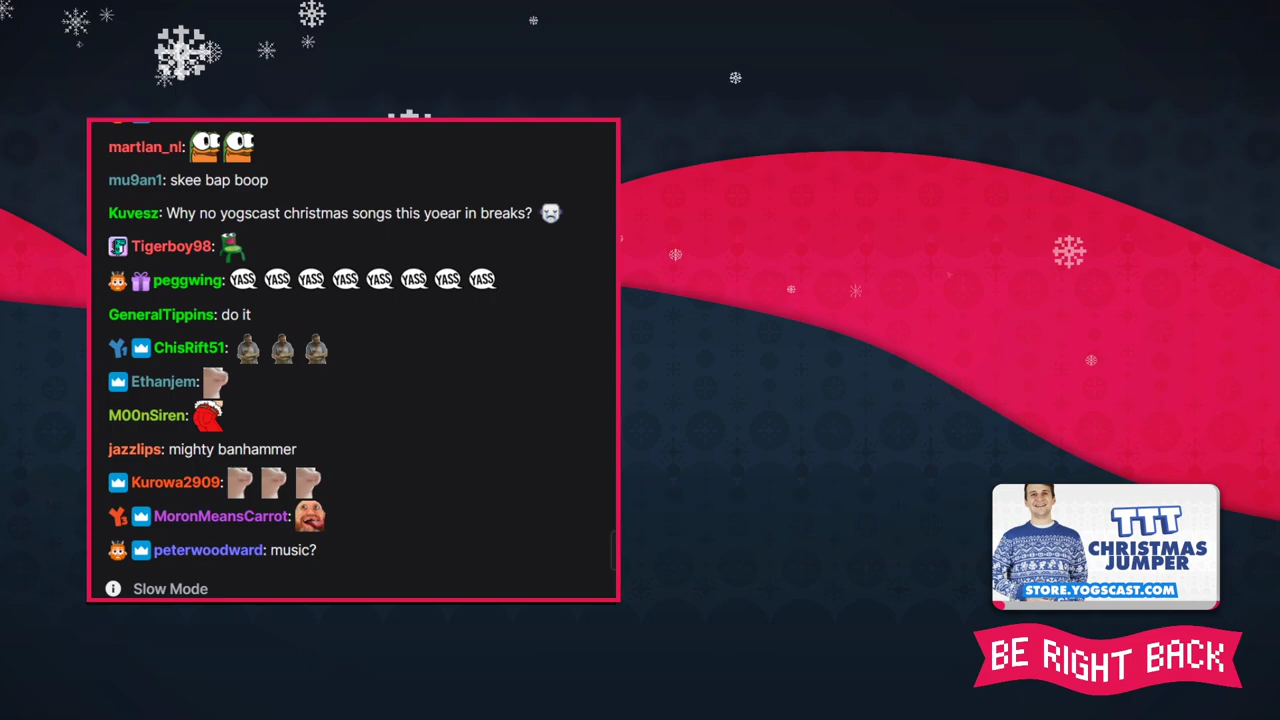 martlan_nl:
mu9an1: skee bap boop
Kuvesz: Why no yogscast christmas songs this yoear in breaks?
Tigerboy98:
peggwing: YASS YASS YASS YASS YASS YASS YASS YASS
GeneralTippins: do it
ChisRift51:
Ethanjem:
M00nSiren:
jazzlips: mighty banhammer
Kurowa2909:
MoronMeansCarrot:
peterwoodward: music?
Slow Mode
TTT
CHRISTMAS
JUMPER
STORE.YOGSCAST.COM
BE RIGHT BACK